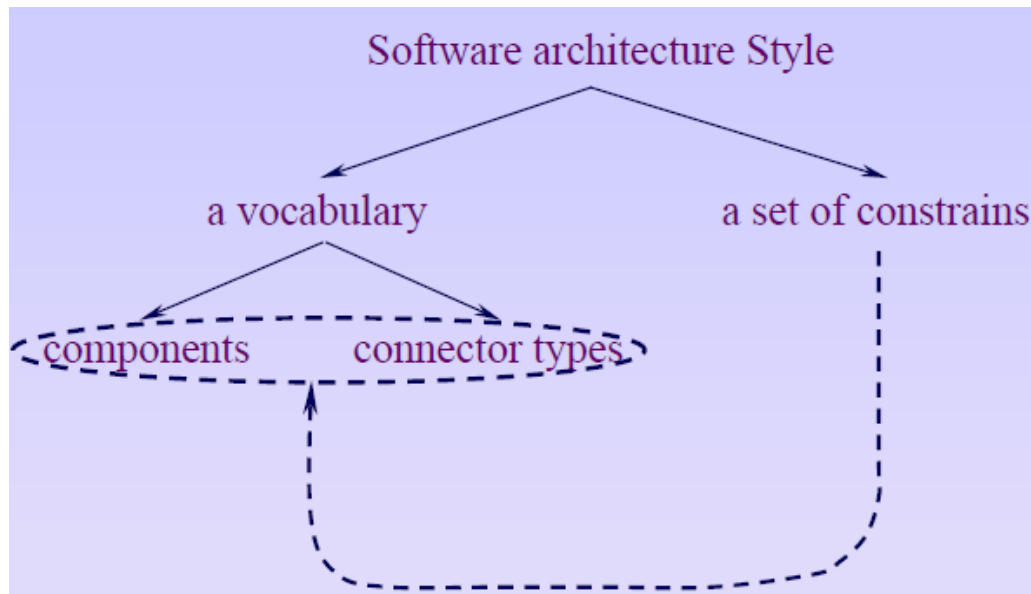 Software architecture Style
a vocabulary
a set of constrains
components
connector types